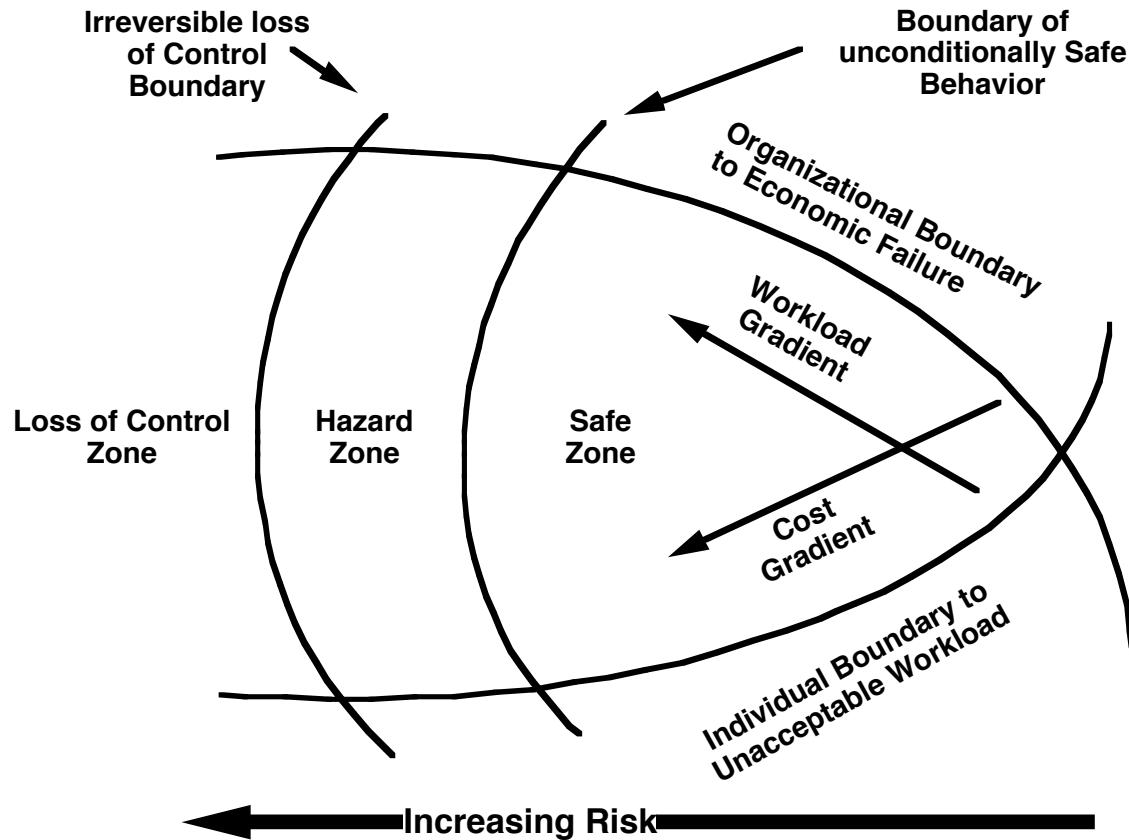 Irreversible loss
of Control
Boundary
Boundary of
unconditionally Safe
Behavior
Organizational Boundary
to Economic Failure
Workload
Gradient
Loss of Control
Zone
Hazard
Zone
Safe
Zone
Cost
Gradient
Individual Boundary to
Unacceptable Workload
Increasing Risk